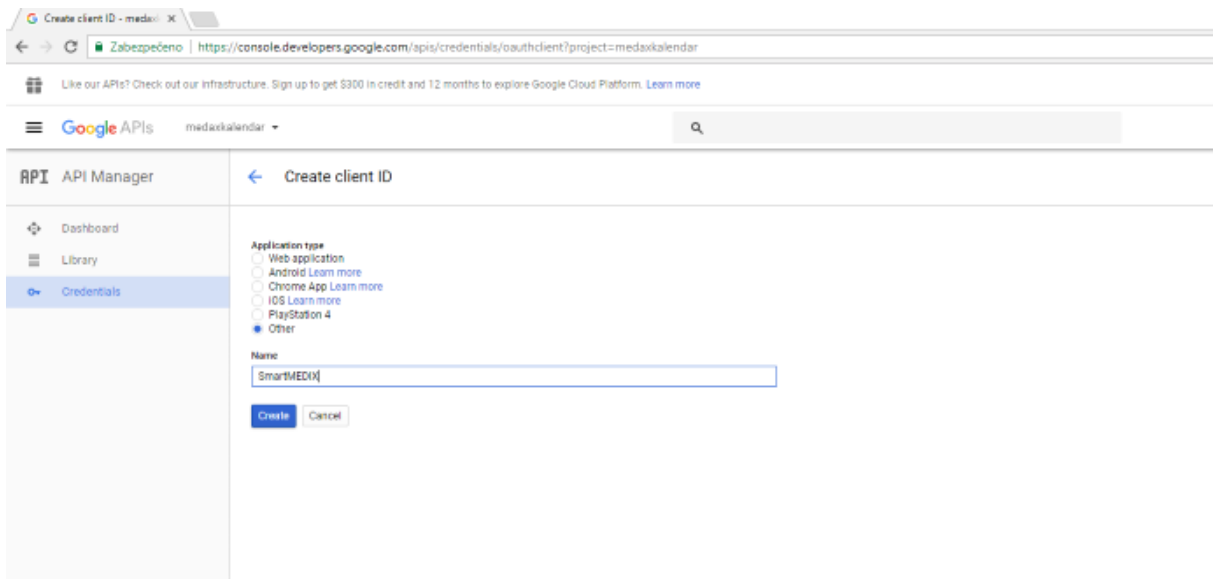 Create client ID - medax
Zabezpečeno | https://console.developers.google.com/apis/credentials/oauthclient?project=medaxkalendar
Like our APIs? Check out our infrastructure. Sign up to get $300 in credit and 12 months to explore Google Cloud Platform. Learn more
Google APIs medaxkalendar
API API Manager
Create client ID
Dashboard
Library
Credentials
Application type
Web application
Android Learn more
Chrome App Learn more
iOS Learn more
PlayStation 4
Other
Name
SmartMEDIX
Create Cancel